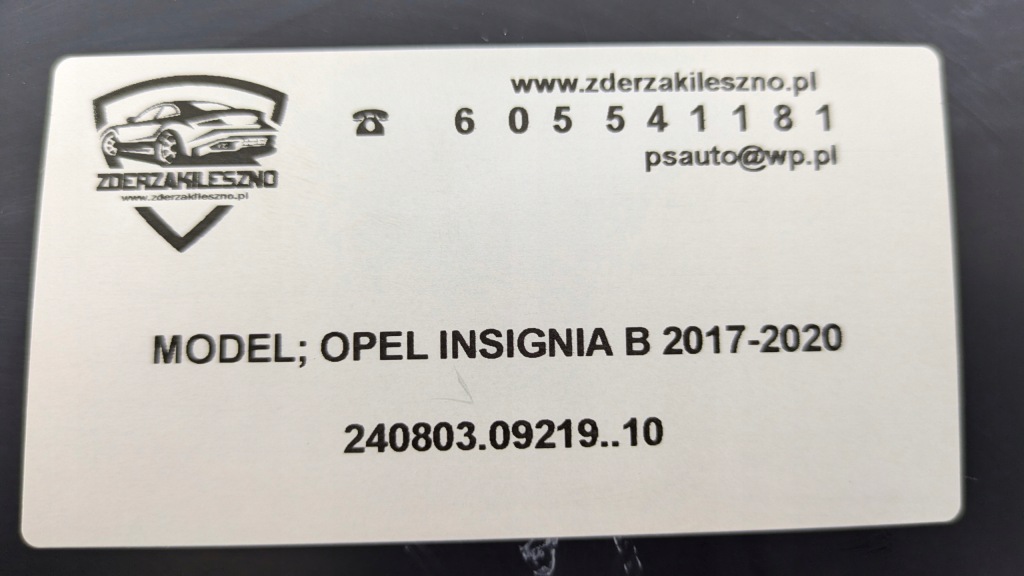 ZDERZAKILESZNO
www.zderzakileszno.pl
www.zderzakileszno.pl
☎ 6 0 5 5 4 1 1 8 1
psauto@wp.pl
MODEL; OPEL INSIGNIA B 2017-2020
240803.09219..10